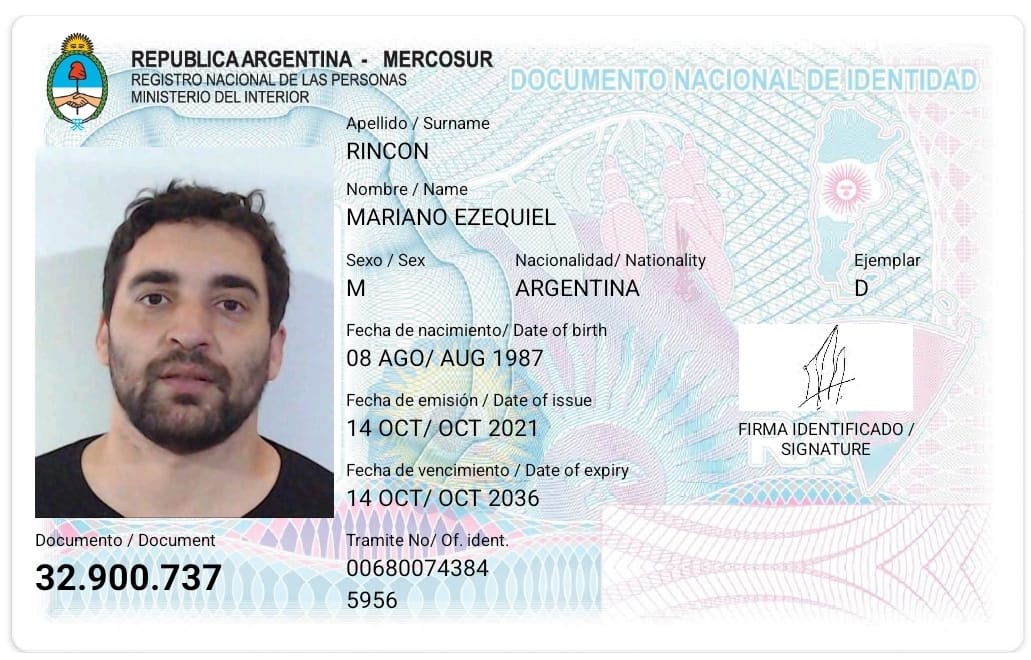 REPUBLICA ARGENTINA - MERCOSUR
REGISTRO NACIONAL DE LAS PERSONAS
MINISTERIO DEL INTERIOR
DOCUMENTO NACIONAL DE IDENTIDAD
Apellido / Surname
RINCON
Nombre / Name
MARIANO EZEQUIEL
Sexo / Sex
M
Nacionalidad/ Nationality
ARGENTINA
Ejemplar
D
Fecha de nacimiento/ Date of birth
08 AGO/ AUG 1987
Fecha de emisión / Date of issue
14 OCT/ OCT 2021
Fecha de vencimiento / Date of expiry
14 OCT/ OCT 2036
FIRMA IDENTIFICADO /
SIGNATURE
Documento / Document
32.900.737
Tramite No/ Of. ident.
00680074384
5956